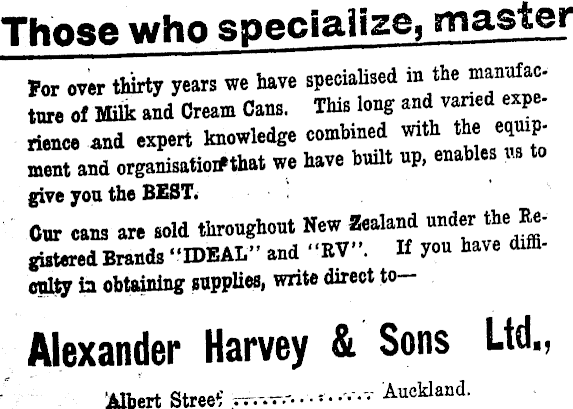 Those who specialize, master
For over thirty years we have specialised in the manufac-
ture of Milk and Cream Cans. This long and varied expe-
rience and expert knowledge combined with the equip-
ment and organisation that we have built up, enables us to
give you the BEST.
Our cans are sold throughout New Zealand under the Re-
gistered Brands "IDEAL" and "RV". If you have diffi-
culty in obtaining supplies, write direct to—
Alexander Harvey & Sons Ltd.,
Albert Street .............. Auckland.